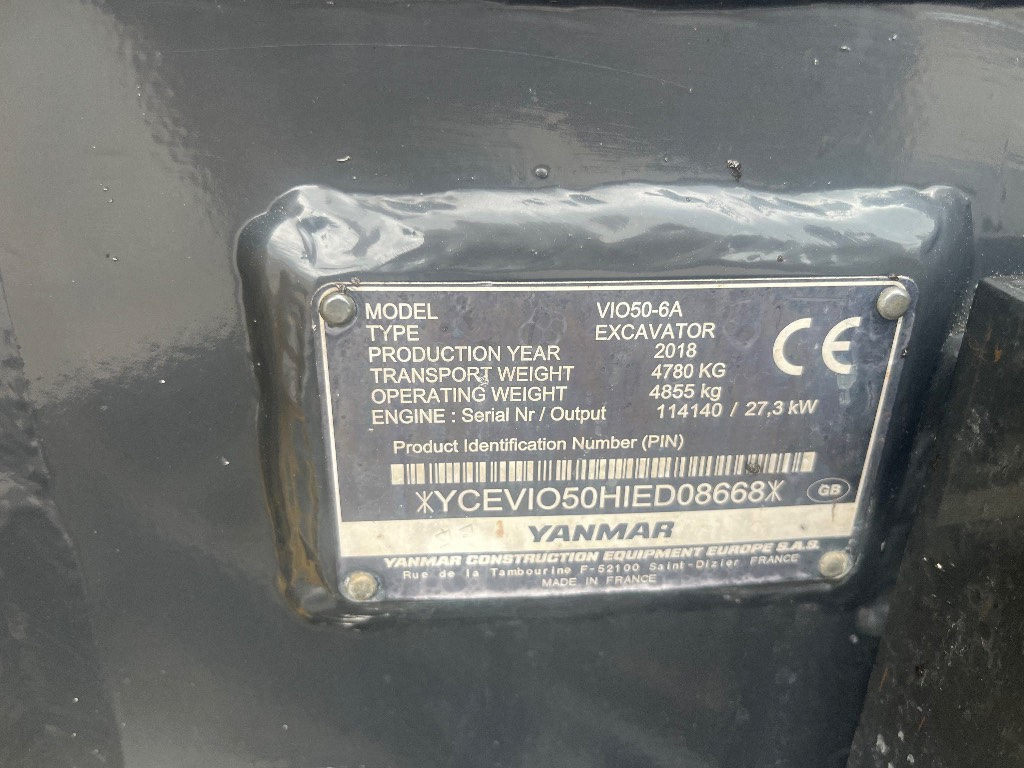 MODEL VIO50-6A
TYPE EXCAVATOR
PRODUCTION YEAR 2018
TRANSPORT WEIGHT 4780 KG
OPERATING WEIGHT 4855 kg
ENGINE : Serial Nr / Output 114140 / 27,3 kW
CE
Product Identification Number (PIN)
*YCEVIO50HIED08668*
GB
YANMAR
YANMAR CONSTRUCTION EQUIPMENT EUROPE S.A.S.
Rue de la Tambourine F-52100 Saint-Dizier FRANCE
MADE IN FRANCE